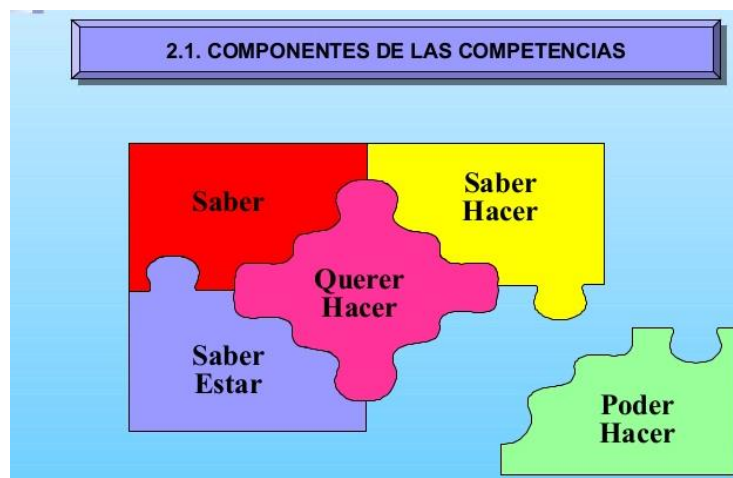 2.1. COMPONENTES DE LAS COMPETENCIAS
Saber
Saber
Hacer
Querer
Hacer
Saber
Estar
Poder
Hacer